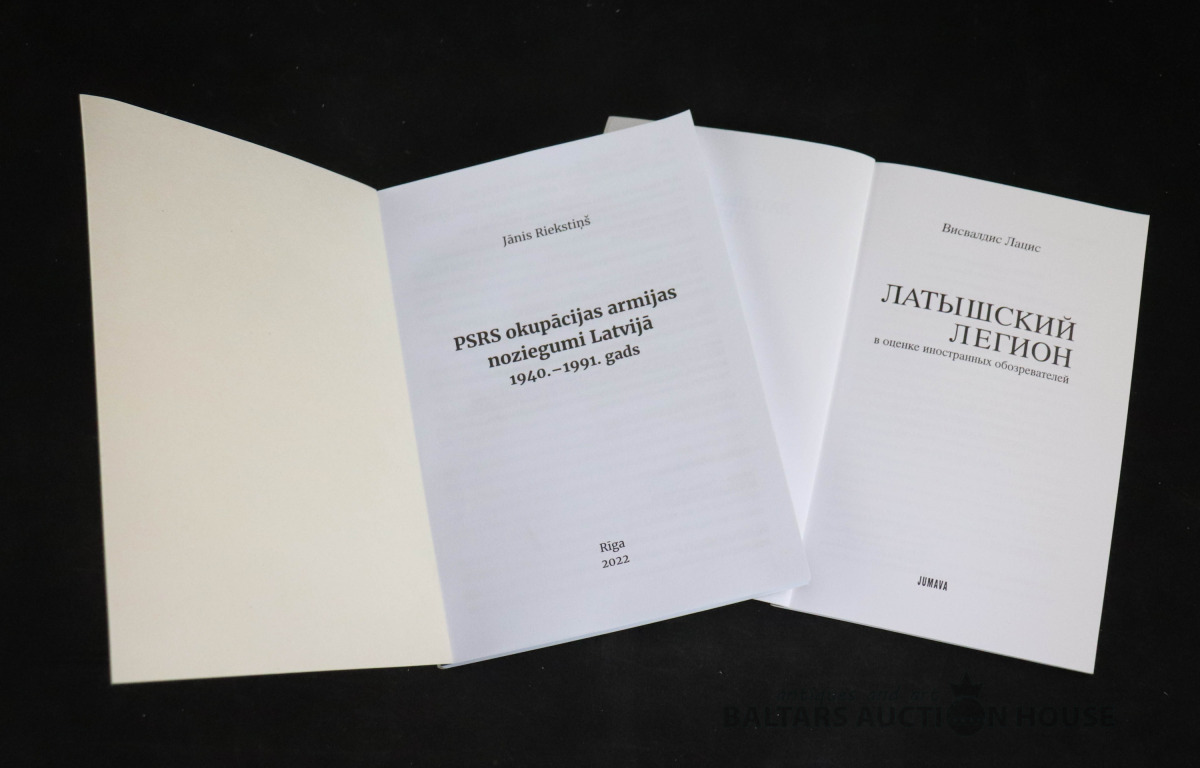 Jānis Riekstiņš
PSRS okupācijas armijas
noziegumi Latvijā
1940.–1991. gads
Rīga
2022
Висвалдис Лацис
ЛАТЫШСКИЙ
ЛЕГИОН
в оценке иностранных обозревателей
JUMAVA
BALTARS AUCTION HOUSE